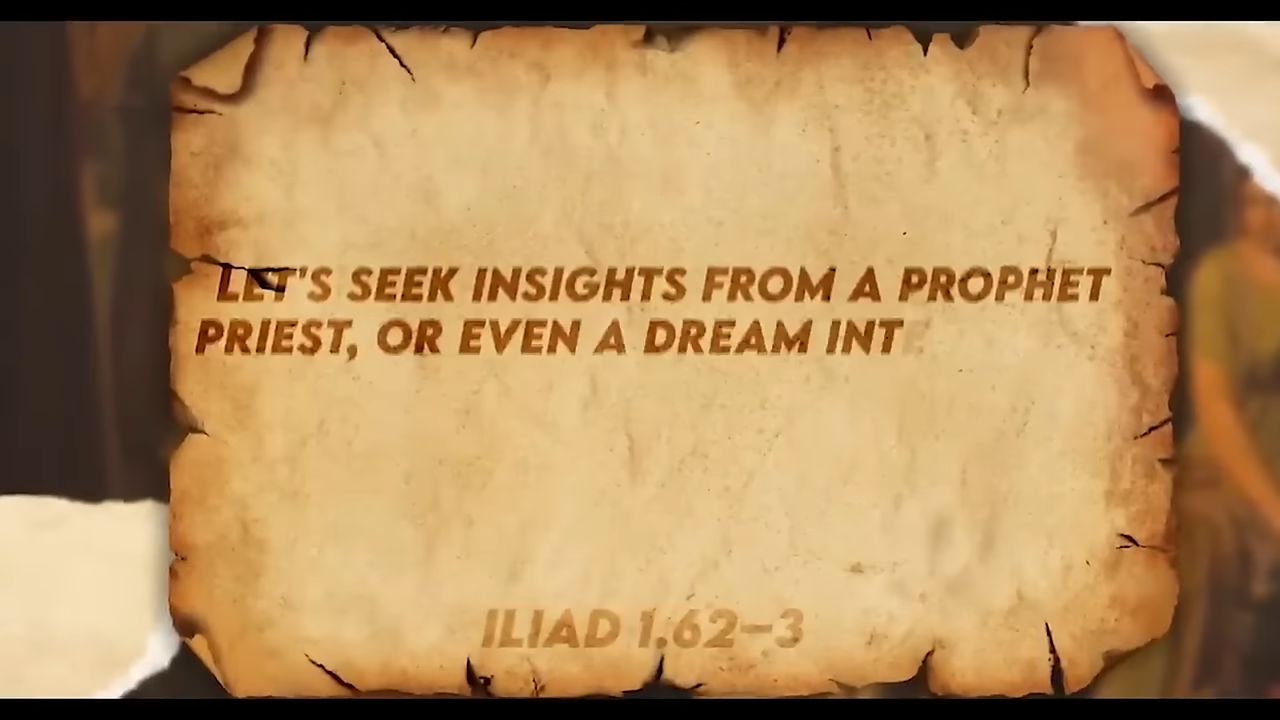 LET'S SEEK INSIGHTS FROM A PROPHET
PRIEST, OR EVEN A DREAM INT
ILIAD 1.62–3